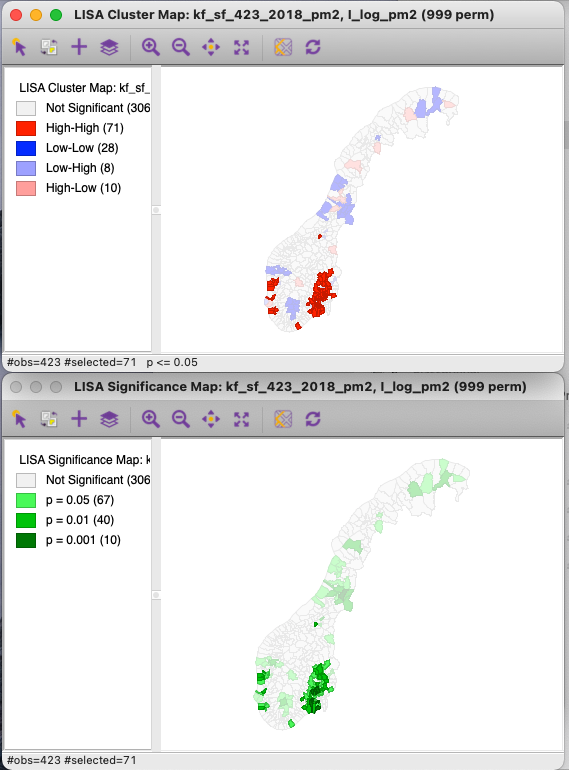 LISA Cluster Map: kf_sf_423_2018_pm2, I_log_pm2 (999 perm)
LISA Cluster Map: kf_sf_
Not Significant (306
High-High (71)
Low-Low (28)
Low-High (8)
High-Low (10)
#obs=423 #selected=71 p <= 0.05
LISA Significance Map: kf_sf_423_2018_pm2, I_log_pm2 (999 perm)
LISA Significance Map: k
Not Significant (306
p = 0.05 (67)
p = 0.01 (40)
p = 0.001 (10)
#obs=423 #selected=71